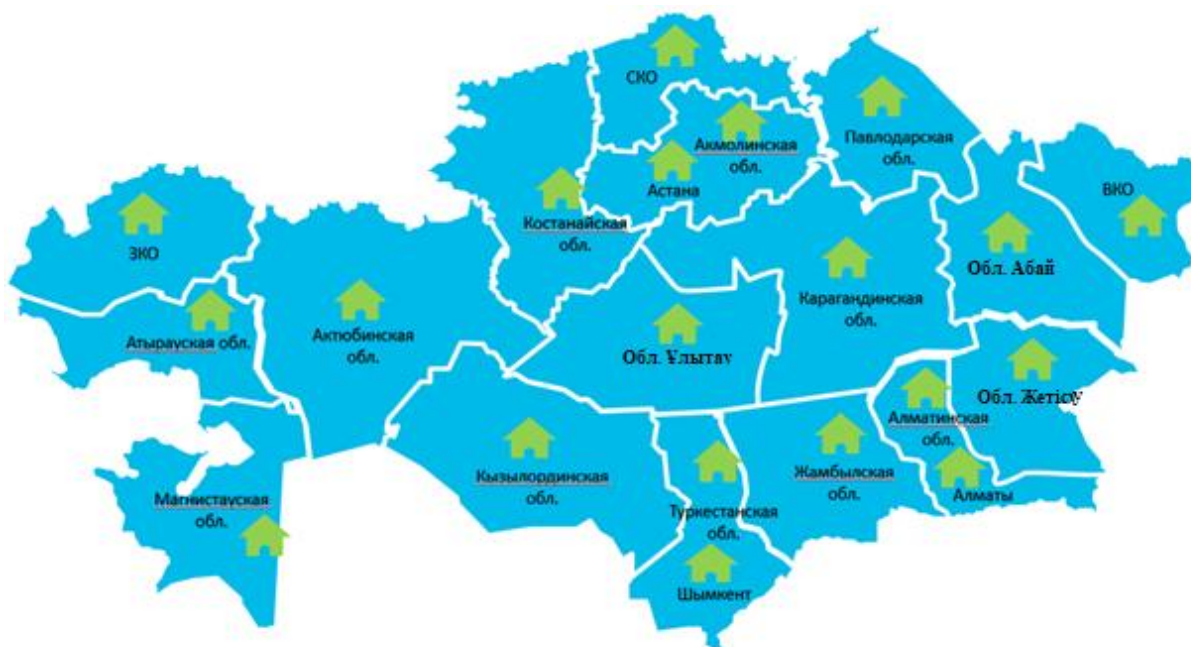 СКО
Павлодарская
обл.
Акмолинская
обл.
Астана
ВКО
Костанайская
обл.
ЗКО
Обл. Абай
Карагандинская
обл.
Атырауская обл.
Актюбинская
обл.
Обл. Ұлытау
Обл. Жетісу
Алматинская
обл.
Кызылординская
обл.
Жамбылская
обл.
Магнистауская
обл.
Алматы
Туркестанская
обл.
Шымкент